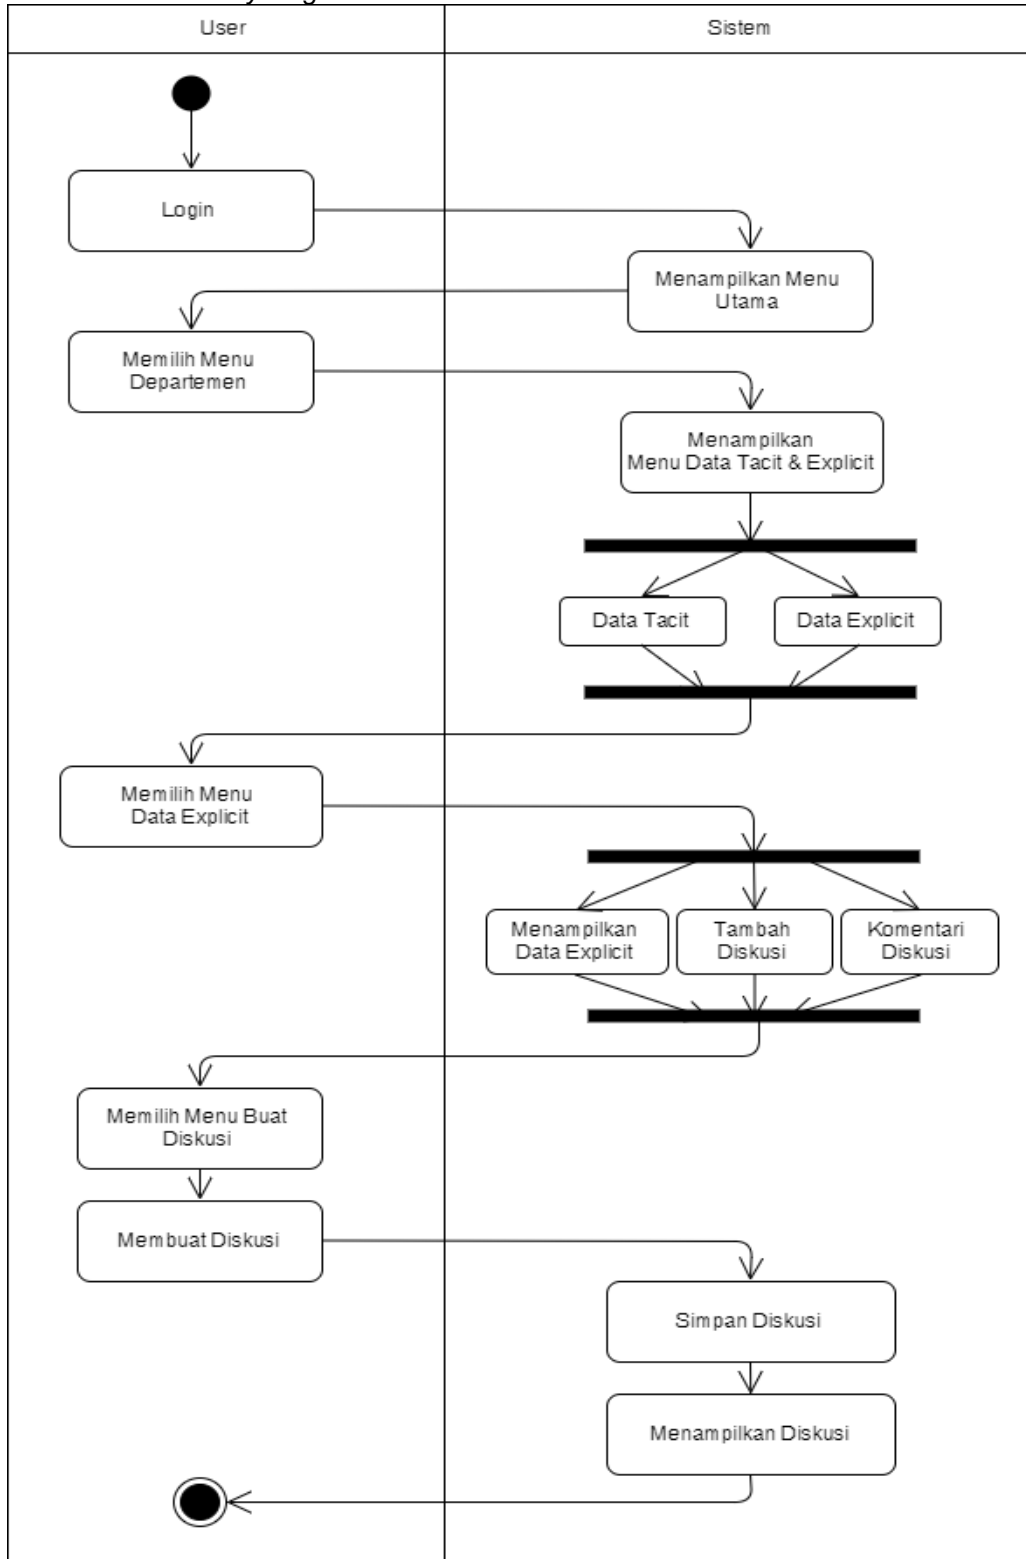 User
Sistem
Login
Menampilkan Menu
Utama
Memilih Menu
Departemen
Menampilkan
Menu Data Tacit & Explicit
Data Tacit
Data Explicit
Memilih Menu
Data Explicit
Menampilkan
Data Explicit
Tambah
Diskusi
Komentari
Diskusi
Memilih Menu Buat
Diskusi
Membuat Diskusi
Simpan Diskusi
Menampilkan Diskusi